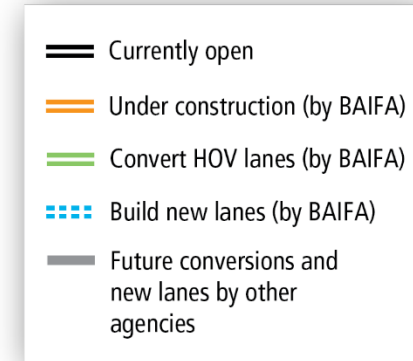 Currently open
Under construction (by BAIFA)
Convert HOV lanes (by BAIFA)
Build new lanes (by BAIFA)
Future conversions and
new lanes by other
agencies